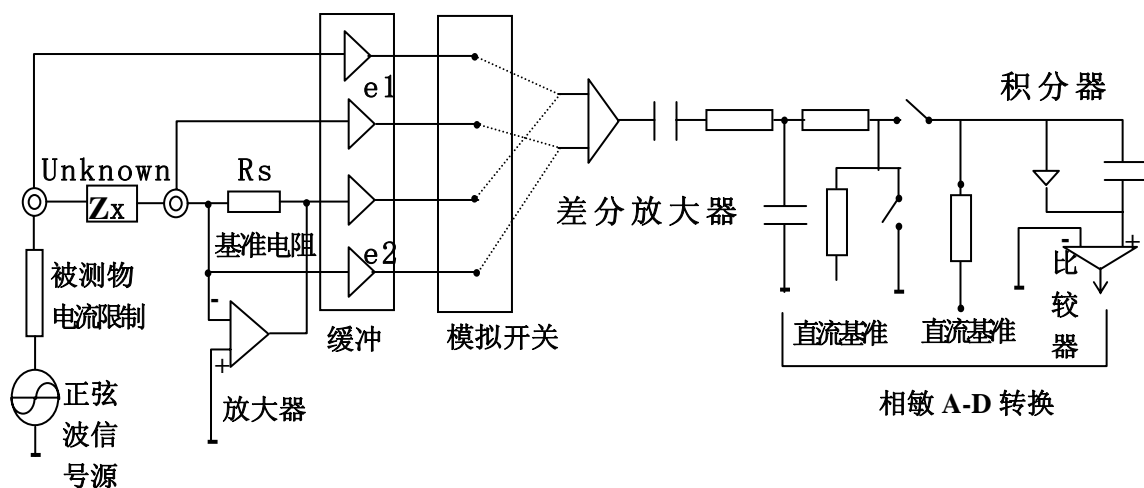 积分器
e1
Unknown
Rs
Zx
差分放大器
基准电阻
e2
被测物
电流限制
-
+
缓冲
模拟开关
直流基准
直流基准
-
+
比
较
器
正弦
波信
号源
放大器
相敏 A-D 转换